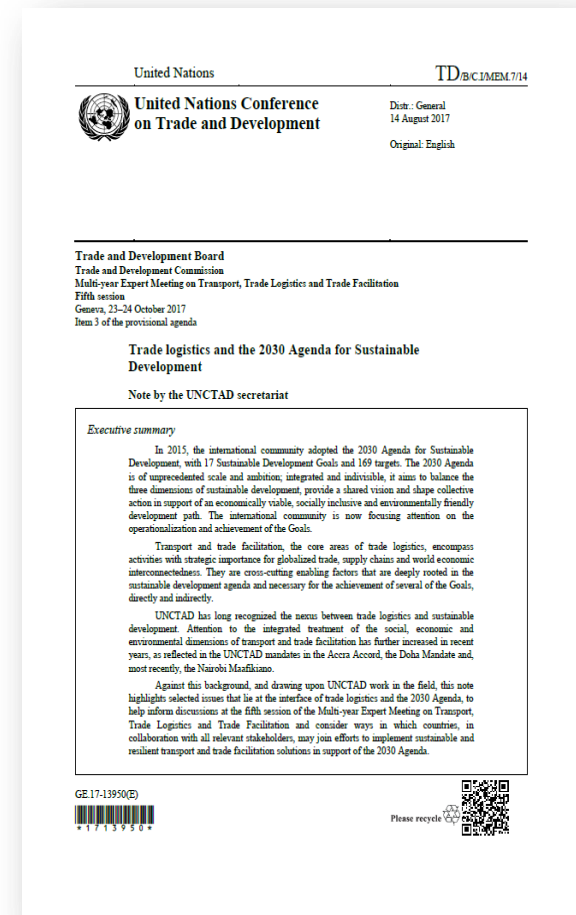 United Nations
TD/B/C.I/MEM.7/14
United Nations Conference
on Trade and Development
Distr.: General
14 August 2017
Original: English
Trade and Development Board
Trade and Development Commission
Multi-year Expert Meeting on Transport, Trade Logistics and Trade Facilitation
Fifth session
Geneva, 23–24 October 2017
Item 3 of the provisional agenda
Trade logistics and the 2030 Agenda for Sustainable
Development
Note by the UNCTAD secretariat
Executive summary
In 2015, the international community adopted the 2030 Agenda for Sustainable
Development, with 17 Sustainable Development Goals and 169 targets. The 2030 Agenda
is of unprecedented scale and ambition; integrated and indivisible, it aims to balance the
three dimensions of sustainable development, provide a shared vision and shape collective
action in support of an economically viable, socially inclusive and environmentally friendly
development path. The international community is now focusing attention on the
operationalization and achievement of the Goals.
Transport and trade facilitation, the core areas of trade logistics, encompass
activities with strategic importance for globalized trade, supply chains and world economic
interconnectedness. They are cross-cutting enabling factors that are deeply rooted in the
sustainable development agenda and necessary for the achievement of several of the Goals,
directly and indirectly.
UNCTAD has long recognized the nexus between trade logistics and sustainable
development. Attention to the integrated treatment of the social, economic and
environmental dimensions of transport and trade facilitation has further increased in recent
years, as reflected in the UNCTAD mandates in the Accra Accord, the Doha Mandate and,
most recently, the Nairobi Maafikiano.
Against this background, and drawing upon UNCTAD work in the field, this note
highlights selected issues that lie at the interface of trade logistics and the 2030 Agenda, to
help inform discussions at the fifth session of the Multi-year Expert Meeting on Transport,
Trade Logistics and Trade Facilitation and consider ways in which countries, in
collaboration with all relevant stakeholders, may join efforts to implement sustainable and
resilient transport and trade facilitation solutions in support of the 2030 Agenda.
GE.17-13950(E)
*1713950*
Please recycle